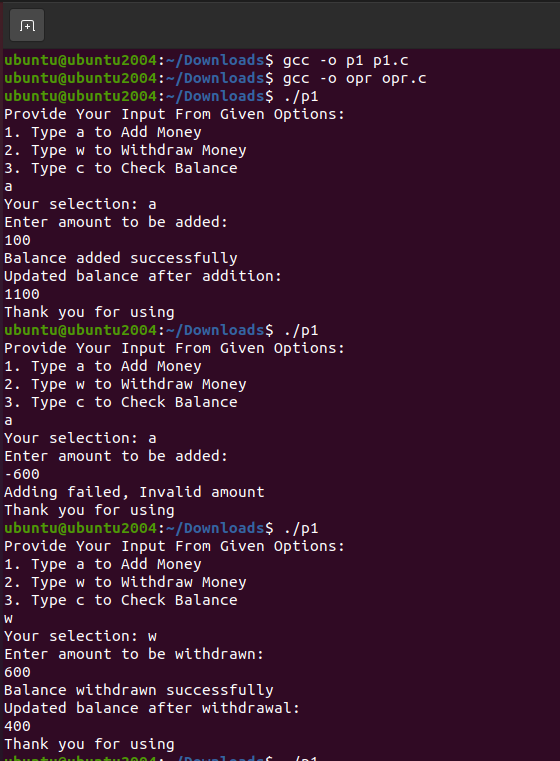 ubuntu@ubuntu2004:~/Downloads$ gcc -o p1 p1.c
ubuntu@ubuntu2004:~/Downloads$ gcc -o opr opr.c
ubuntu@ubuntu2004:~/Downloads$ ./p1
Provide Your Input From Given Options:
1. Type a to Add Money
2. Type w to Withdraw Money
3. Type c to Check Balance
a
Your selection: a
Enter amount to be added:
100
Balance added successfully
Updated balance after addition:
1100
Thank you for using
ubuntu@ubuntu2004:~/Downloads$ ./p1
Provide Your Input From Given Options:
1. Type a to Add Money
2. Type w to Withdraw Money
3. Type c to Check Balance
a
Your selection: a
Enter amount to be added:
-600
Adding failed, Invalid amount
Thank you for using
ubuntu@ubuntu2004:~/Downloads$ ./p1
Provide Your Input From Given Options:
1. Type a to Add Money
2. Type w to Withdraw Money
3. Type c to Check Balance
w
Your selection: w
Enter amount to be withdrawn:
600
Balance withdrawn successfully
Updated balance after withdrawal:
400
Thank you for using
ubuntu@ubuntu2004:~/Downloads$ ./p1